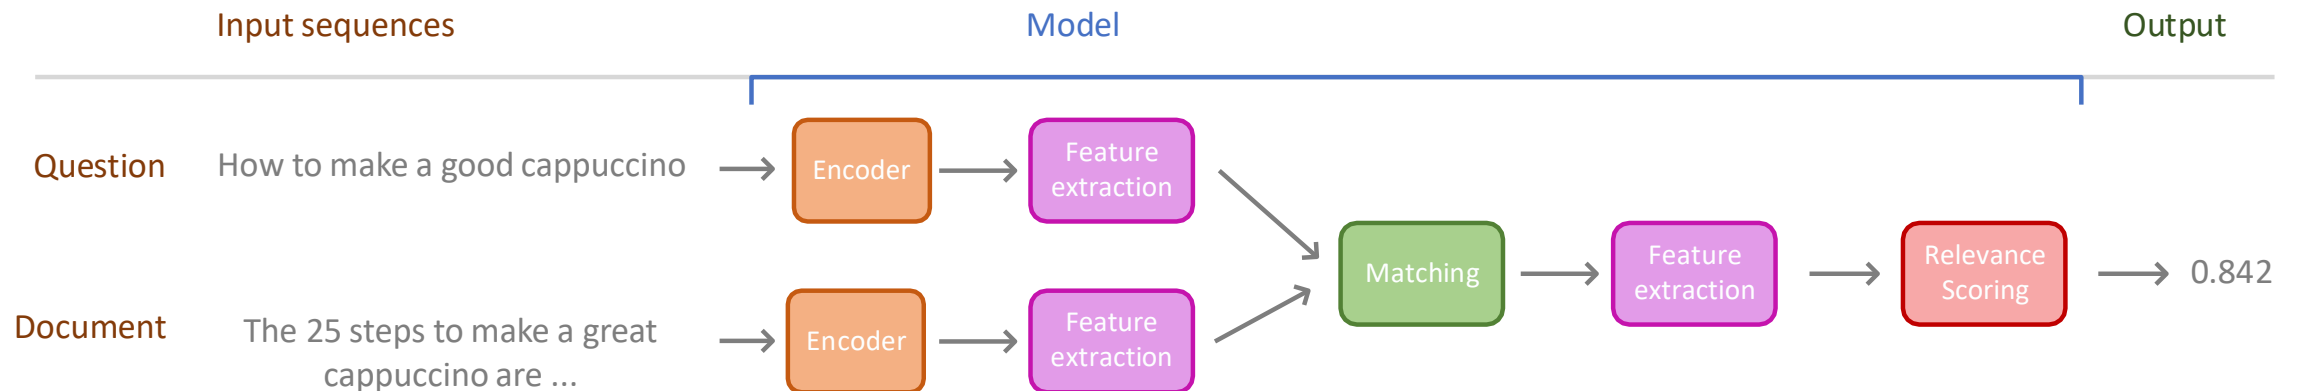 Input sequences
Model
Output
Question
How to make a good cappuccino
Encoder
Feature
extraction
Document
The 25 steps to make a great
cappuccino are ...
Encoder
Feature
extraction
Matching
Feature
extraction
Relevance
Scoring
0.842